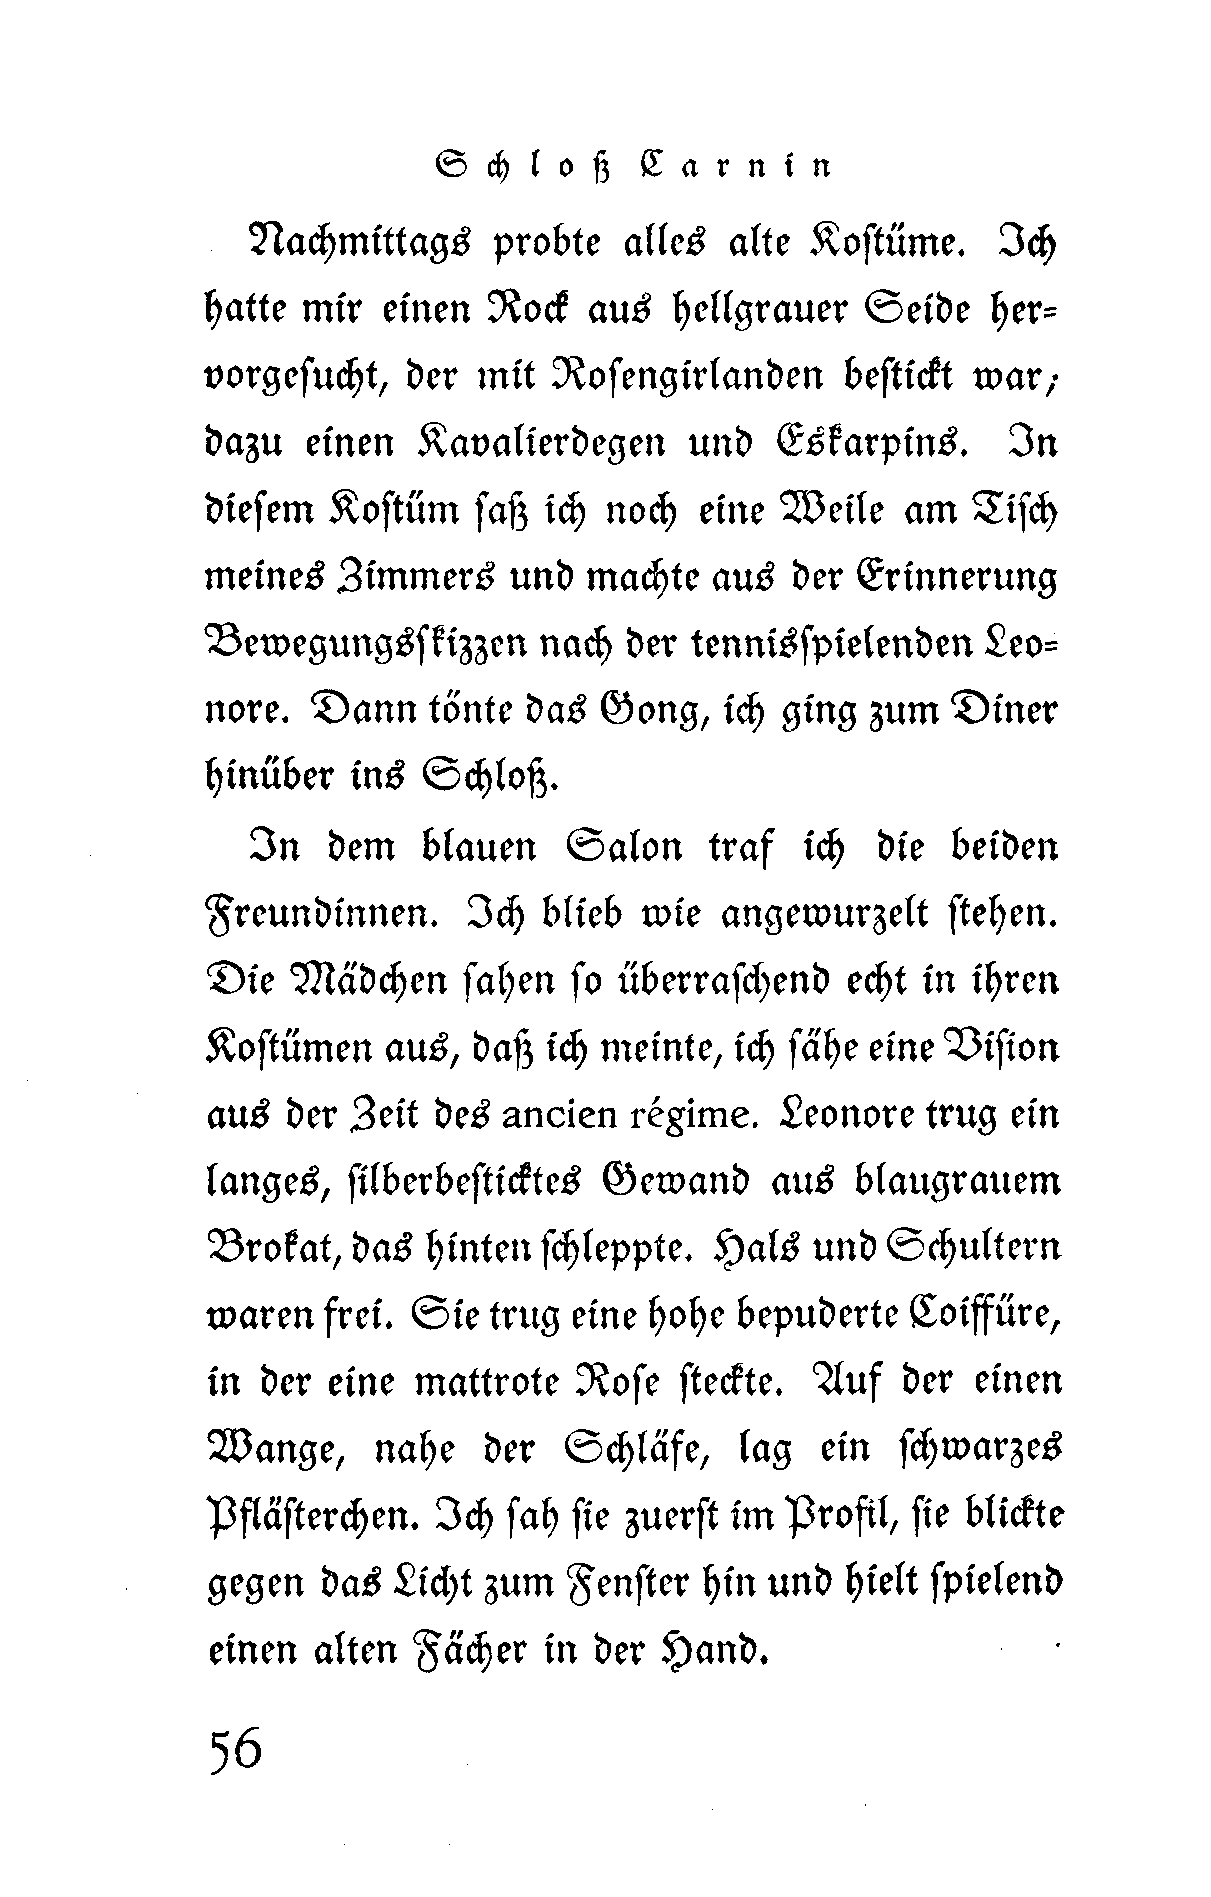 Schloß Carnin
Nachmittags probte alles alte Kostüme. Ich
hatte mir einen Rock aus hellgrauer Seide her-
vorgesucht, der mit Rosengirlanden bestickt war;
dazu einen Kavalierdegen und Eskarpins. In
diesem Kostüm saß ich noch eine Weile am Tisch
meines Zimmers und machte aus der Erinnerung
Bewegungsskizzen nach der tennisspielenden Leo-
nore. Dann tönte das Gong, ich ging zum Diner
hinüber ins Schloß.
In dem blauen Salon traf ich die beiden
Freundinnen. Ich blieb wie angewurzelt stehen.
Die Mädchen sahen so überraschend echt in ihren
Kostümen aus, daß ich meinte, ich sähe eine Vision
aus der Zeit des ancien régime. Leonore trug ein
langes, silberbesticktes Gewand aus blaugrauem
Brokat, das hinten schleppte. Hals und Schultern
waren frei. Sie trug eine hohe bepuderte Coiffüre,
in der eine mattrote Rose steckte. Auf der einen
Wange, nahe der Schläfe, lag ein schwarzes
Pflästerchen. Ich sah sie zuerst im Profil, sie blickte
gegen das Licht zum Fenster hin und hielt spielend
einen alten Fächer in der Hand.
56